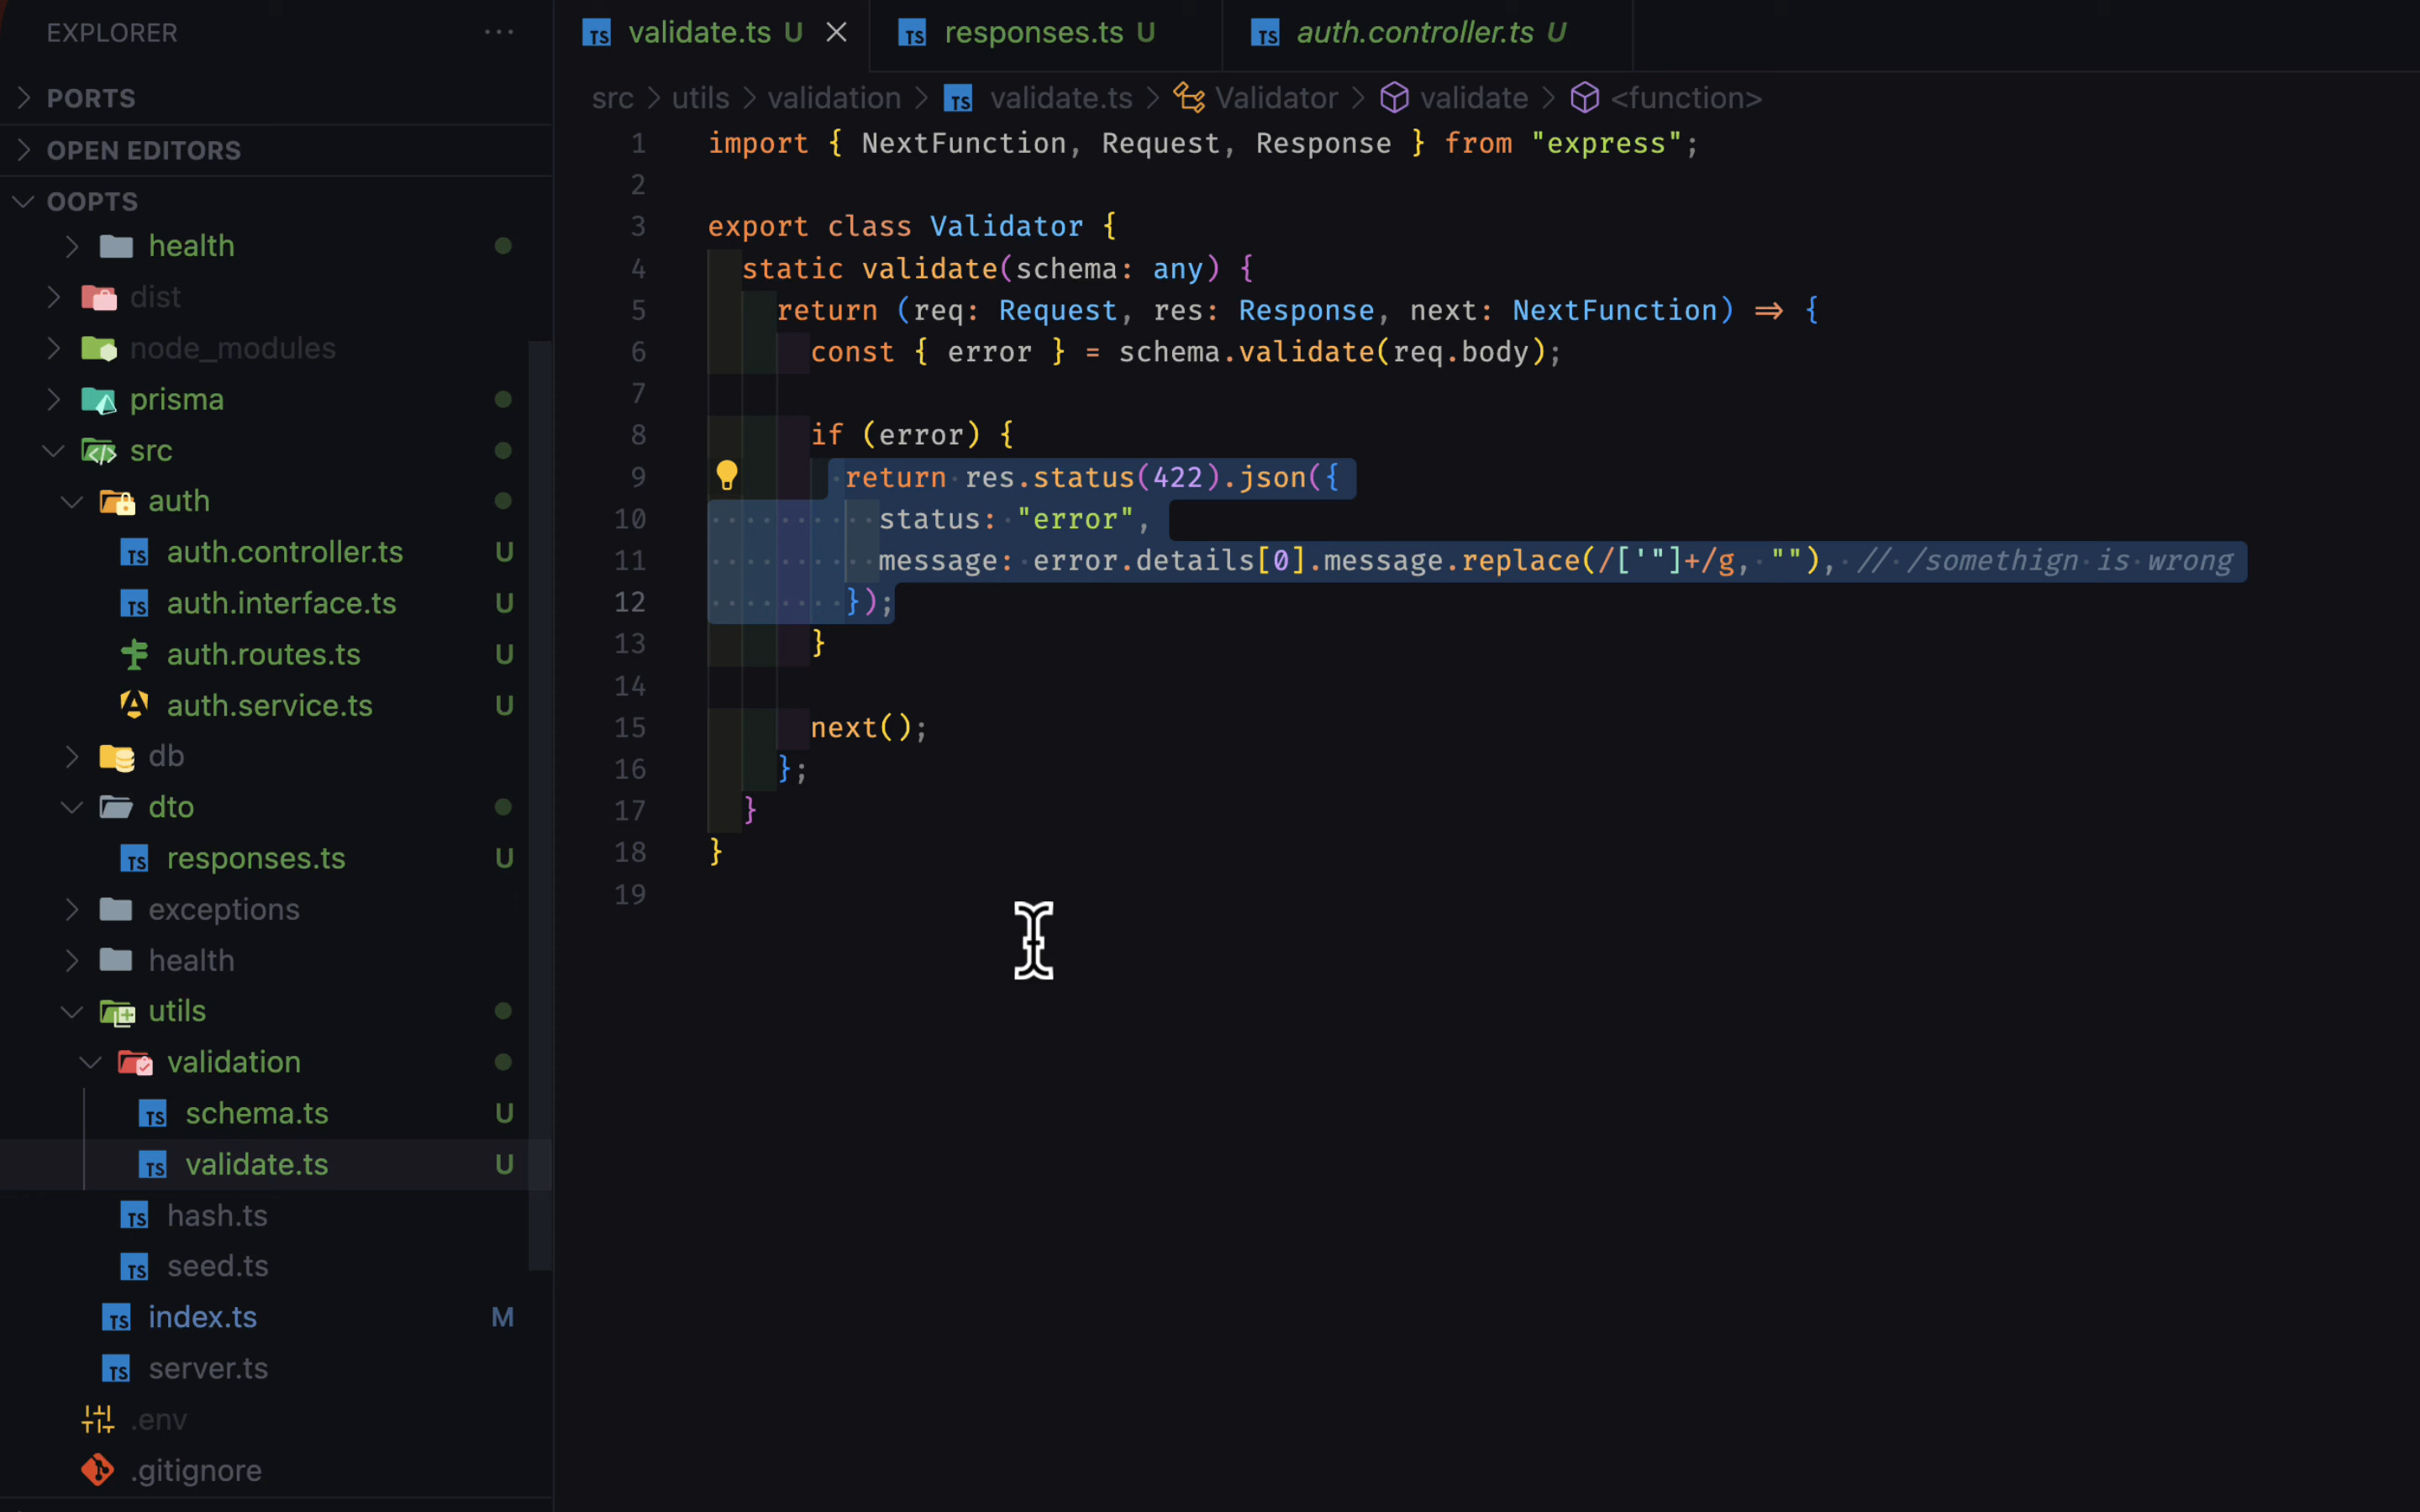 EXPLORER ···
PORTS
OPEN EDITORS
OOPTS
health
dist
node_modules
prisma
src
auth
auth.controller.ts U
auth.interface.ts U
auth.routes.ts U
auth.service.ts U
db
dto
responses.ts U
exceptions
health
utils
validation
schema.ts U
validate.ts U
hash.ts
seed.ts
index.ts M
server.ts
.env
.gitignore
validate.ts U
responses.ts U
auth.controller.ts U
src > utils > validation > TS validate.ts > Validator > validate > <function>
1 import { NextFunction, Request, Response } from "express";
2
3 export class Validator {
4 static validate(schema: any) {
5 return (req: Request, res: Response, next: NextFunction) => {
6 const { error } = schema.validate(req.body);
7
8 if (error) {
9 return res.status(422).json({
10 status: "error",
11 message: error.details[0].message.replace(/['"]+/g, ""), // /somethign is wrong
12 });
13 }
14
15 next();
16 };
17 }
18 }
19